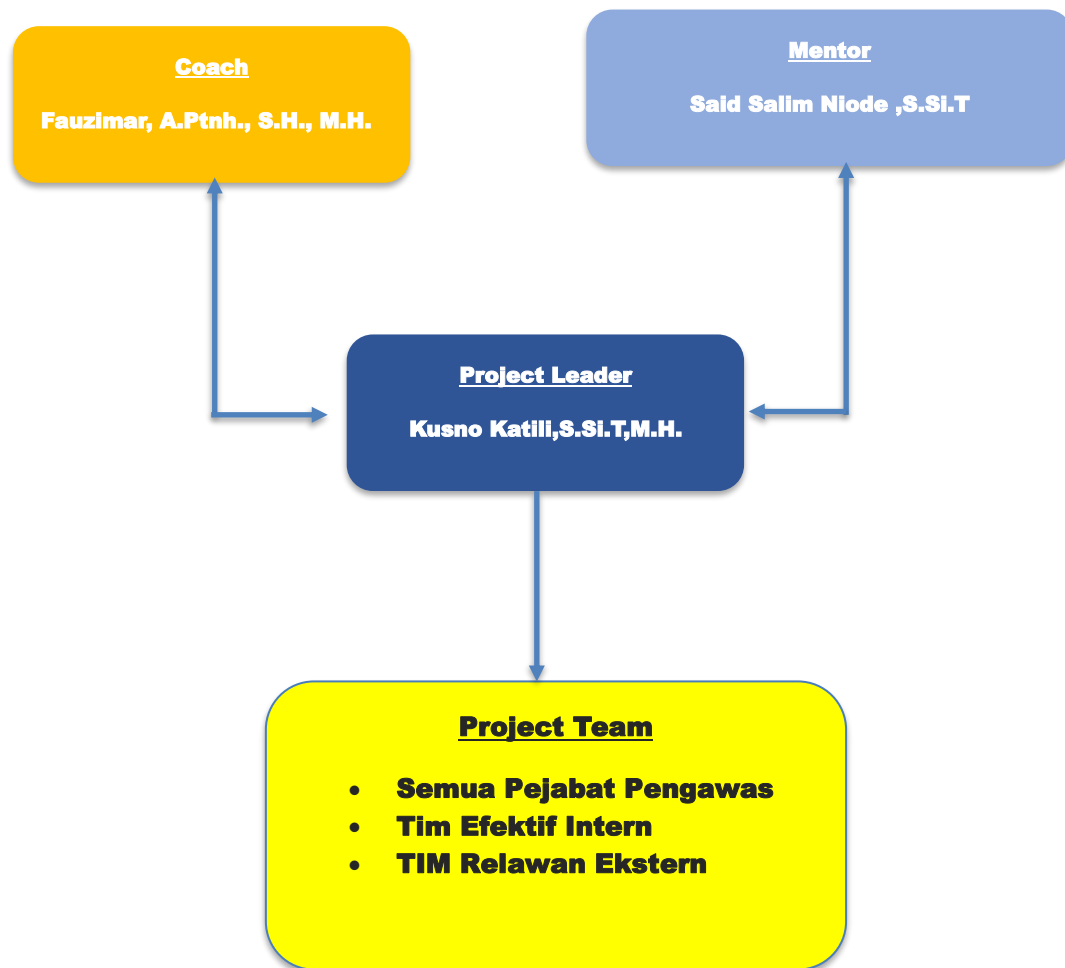 Coach
Fauzimar, A.Ptnh., S.H., M.H.
Mentor
Said Salim Niode ,S.Si.T
Project Leader
Kusno Katili,S.Si.T,M.H.
Project Team
• Semua Pejabat Pengawas
• Tim Efektif Intern
• TIM Relawan Ekstern